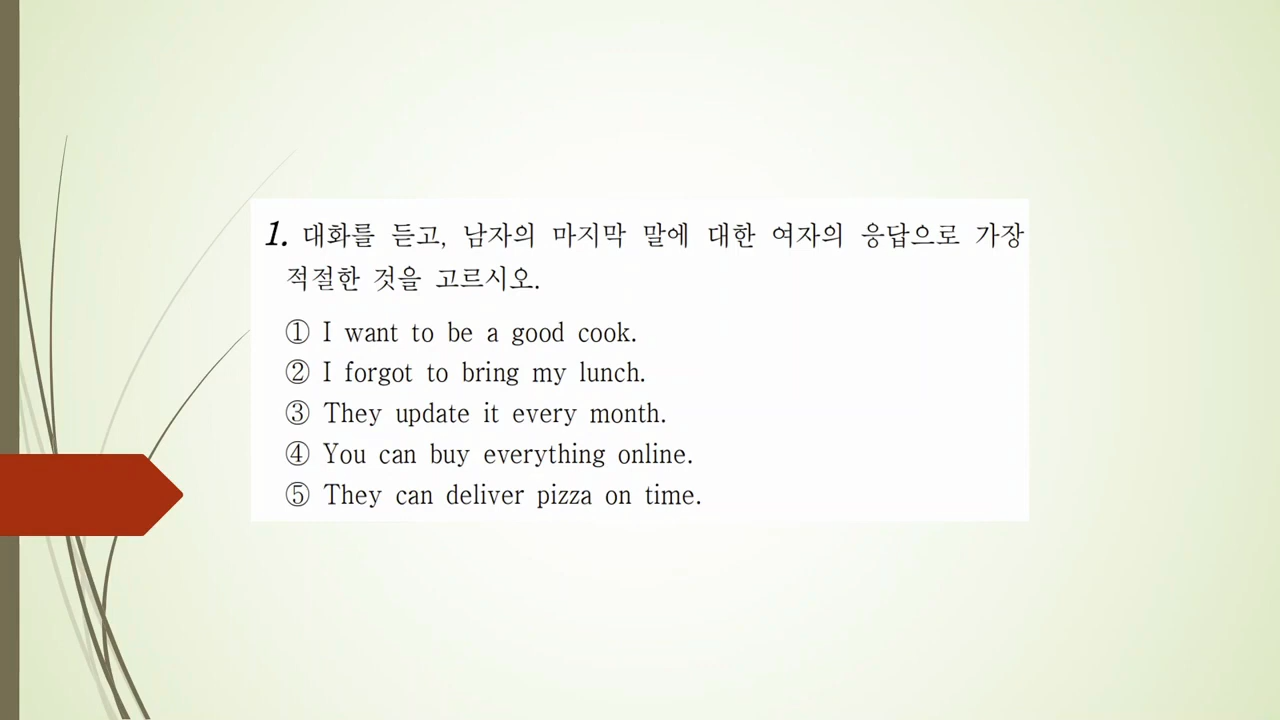 1. 대화를 듣고, 남자의 마지막 말에 대한 여자의 응답으로 가장
적절한 것을 고르시오.
① I want to be a good cook.
② I forgot to bring my lunch.
③ They update it every month.
④ You can buy everything online.
⑤ They can deliver pizza on time.